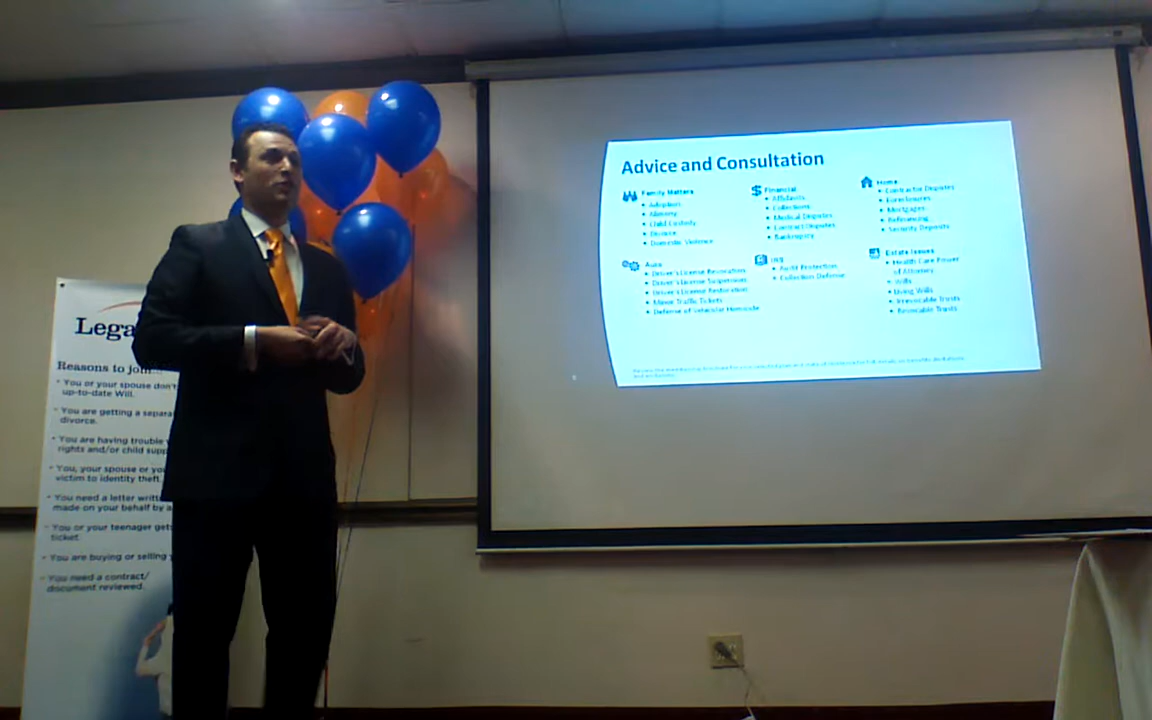 Advice and Consultation
Family Matters
• Adoption
• Alimony
• Child Custody
• Divorce
• Domestic Violence
$ Financial
• Affidavits
• Collections
• Medical Disputes
• Contract Disputes
• Bankruptcy
Home
• Contractor Disputes
• Foreclosures
• Mortgages
• Refinancing
• Security Deposits
Auto
• Driver's License Revocation
• Driver's License Suspension
• Driver's License Restoration
• Minor Traffic Tickets
• Defense of Vehicular Homicide
IRS
• Audit Protection
• Collection Defense
Estate Issues
• Health Care Power
of Attorney
• Wills
• Living Wills
• Irrevocable Trusts
• Revocable Trusts
Lega
Reasons to join...
• You or your spouse don't
up-to-date Will.
• You are getting a separa
divorce.
• You are having trouble
rights and/or child supp
• You, your spouse or yo
victim to identity theft.
• You need a letter writt
made on your behalf by a
• You or your teenager gets
ticket.
• You are buying or selling
• You need a contract/
document reviewed.